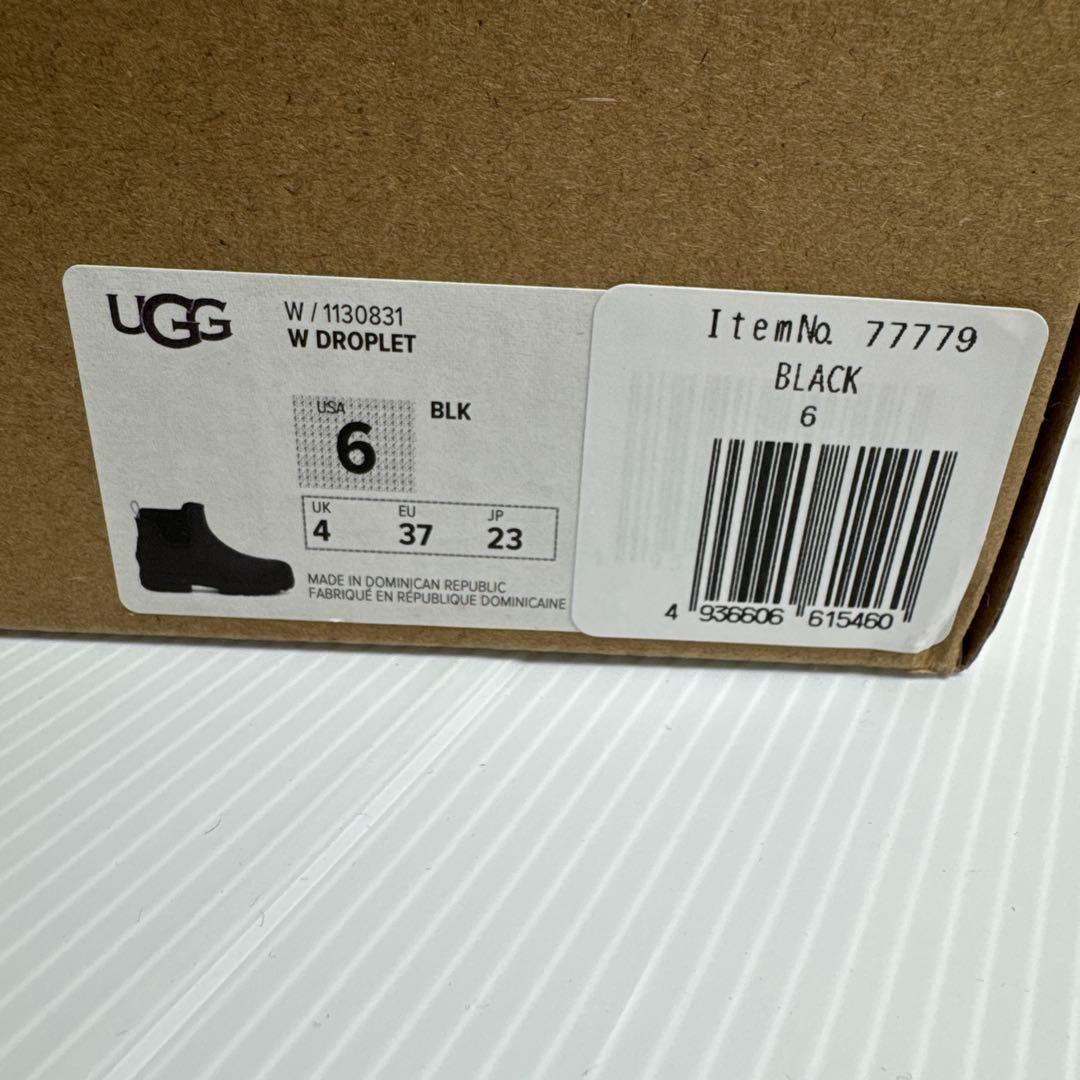 UGG
W / 1130831
W DROPLET
USA
6
BLK
UK
4
EU
37
JP
23
MADE IN DOMINICAN REPUBLIC
FABRIQUÉ EN RÉPUBLIQUE DOMINICAINE
ItemNo. 77779
BLACK
6
4 936606 615460